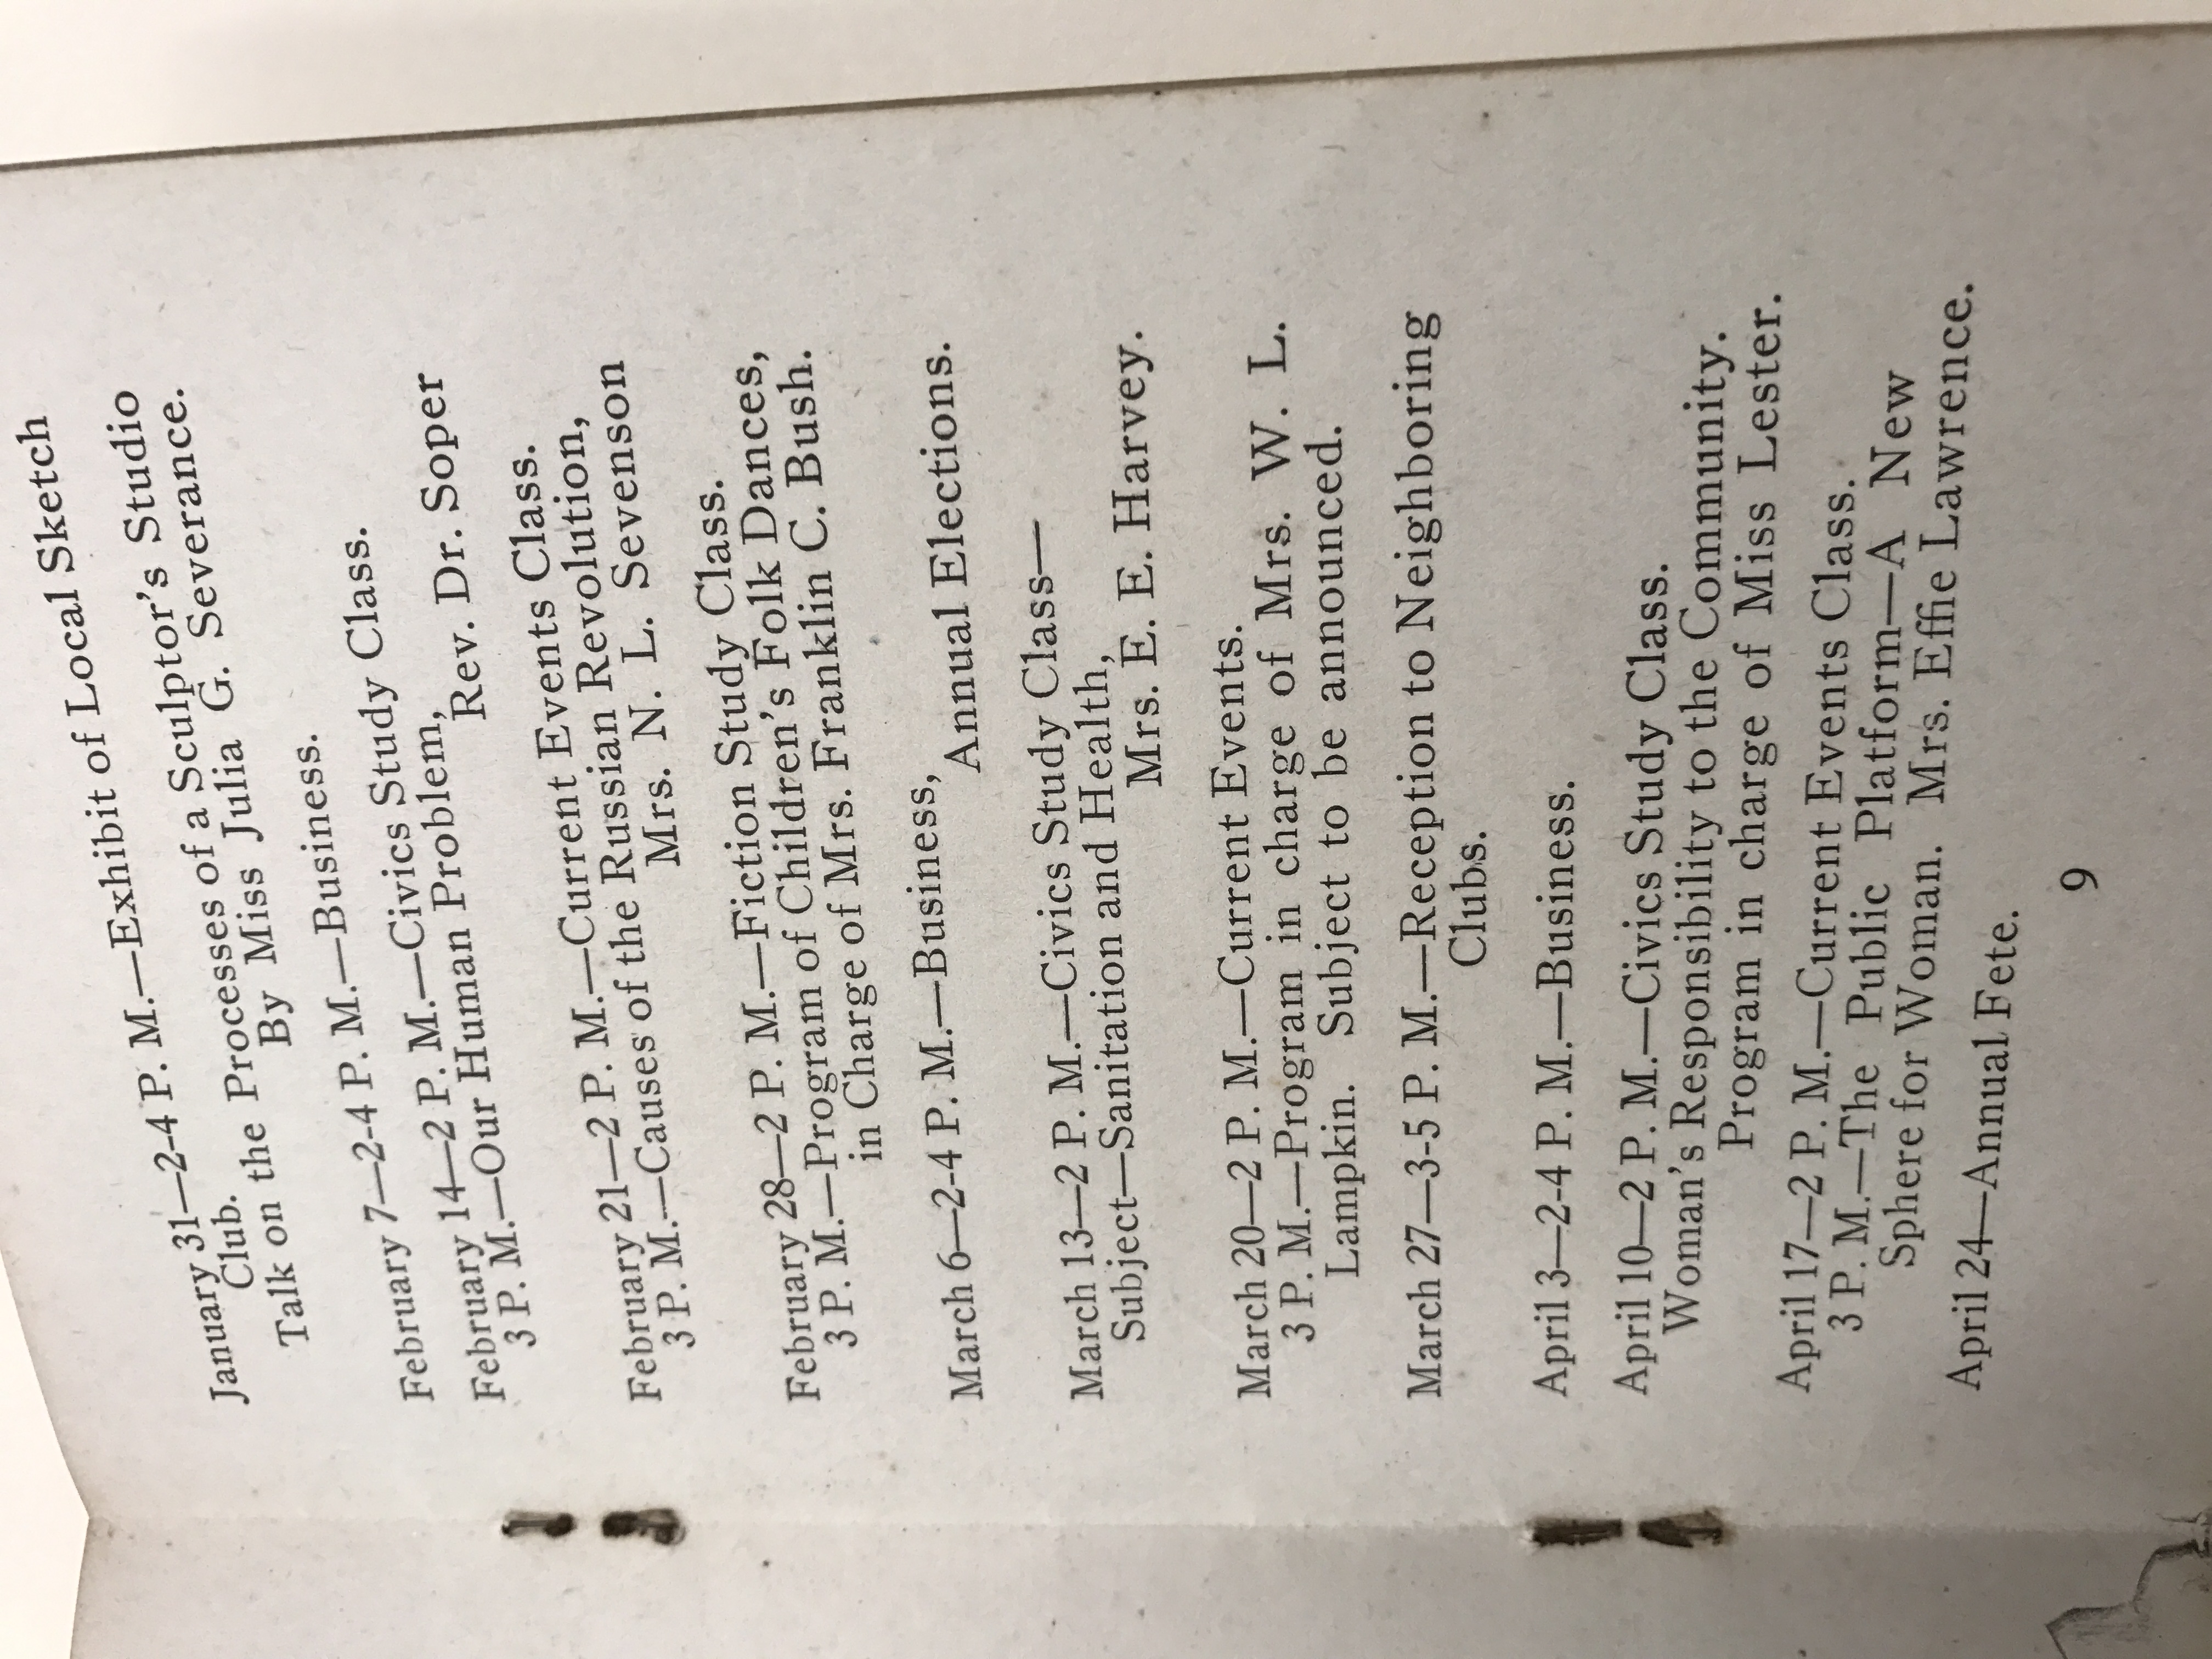 January 31—2-4 P. M.—Exhibit of Local Sketch
Club.
Talk on the Processes of a Sculptor's Studio
By Miss Julia G. Severance.
February 7—2-4 P. M.—Business.
February 14—2 P. M.—Civics Study Class.
3 P. M.—Our Human Problem,
Rev. Dr. Soper
February 21—2 P. M.—Current Events Class.
3 P. M.—Causes of the Russian Revolution,
Mrs. N. L. Sevenson
February 28—2 P. M.—Fiction Study Class.
3 P. M.—Program of Children's Folk Dances,
in Charge of Mrs. Franklin C. Bush.
March 6—2-4 P. M.—Business,
Annual Elections.
March 13—2 P. M.—Civics Study Class—
Subject—Sanitation and Health,
Mrs. E. E. Harvey.
March 20—2 P. M.—Current Events.
3 P. M.—Program in charge of Mrs. W. L.
Lampkin. Subject to be announced.
March 27—3-5 P. M.—Reception to Neighboring
Clubs.
April 3—2-4 P. M.—Business.
April 10—2 P. M.—Civics Study Class.
Woman's Responsibility to the Community.
Program in charge of Miss Lester.
April 17—2 P. M.—Current Events Class.
3 P. M.—The Public Platform—A New
Sphere for Woman. Mrs. Effie Lawrence.
April 24—Annual Fete.
9